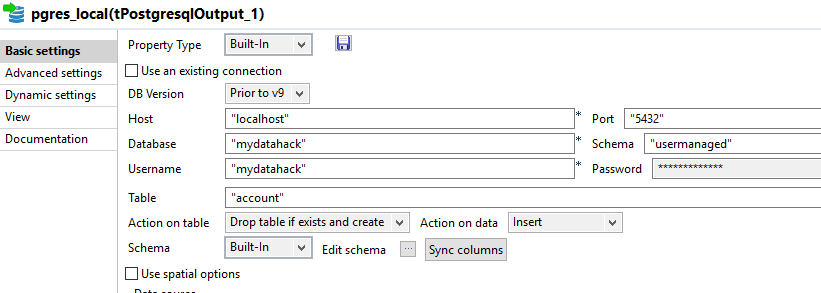 pgres_local(tPostgresqlOutput_1)
Basic settings
Advanced settings
Dynamic settings
View
Documentation
Property Type Built-In
Use an existing connection
DB Version Prior to v9
Host "localhost" * Port "5432"
Database "mydatahack" * Schema "usermanaged"
Username "mydatahack" * Password *************
Table "account"
Action on table Drop table if exists and create Action on data Insert
Schema Built-In Edit schema ... Sync columns
Use spatial options
Data source